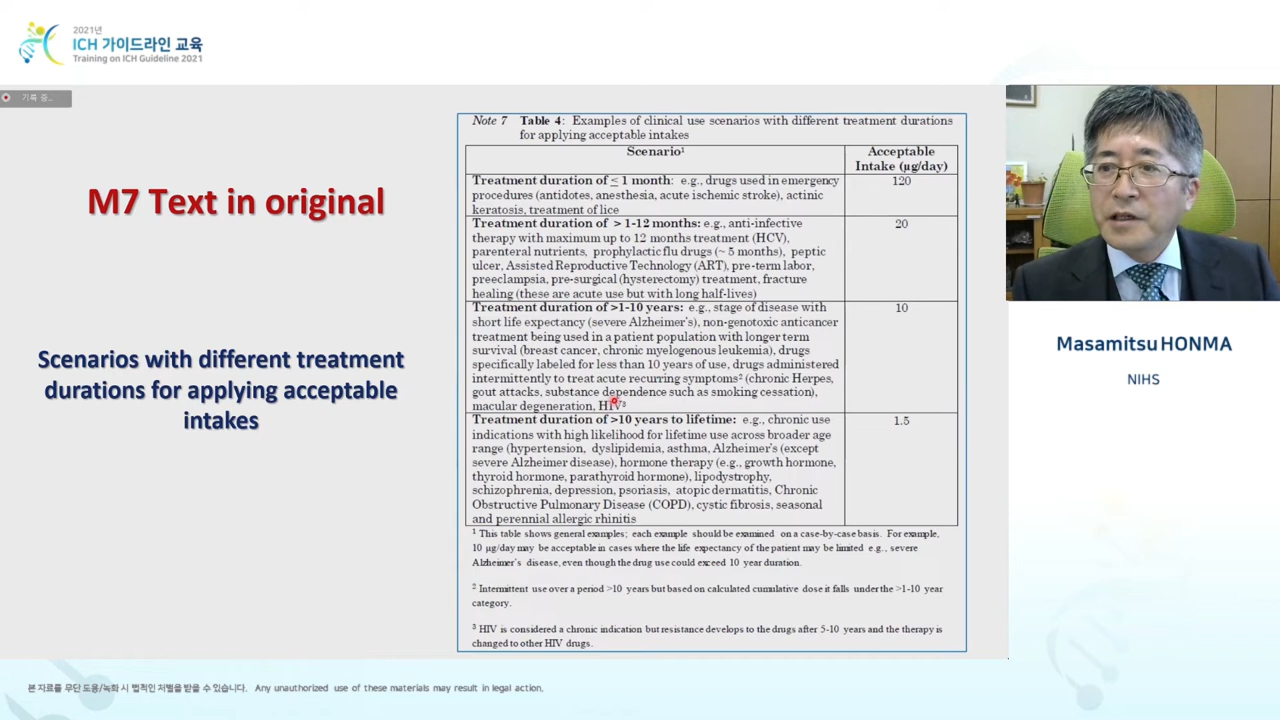 2021년
ICH 가이드라인 교육
Training on ICH Guideline 2021
기록 중...
M7 Text in original
Scenarios with different treatment
durations for applying acceptable
intakes
Note 7 Table 4: Examples of clinical use scenarios with different treatment durations
for applying acceptable intakes
Scenario¹
Acceptable
Intake (µg/day)
Treatment duration of ≤ 1 month: e.g., drugs used in emergency
procedures (antidotes, anesthesia, acute ischemic stroke), actinic
keratosis, treatment of lice
120
Treatment duration of > 1-12 months: e.g., anti-infective
therapy with maximum up to 12 months treatment (HCV),
parenteral nutrients, prophylactic flu drugs (~ 5 months), peptic
ulcer, Assisted Reproductive Technology (ART), pre-term labor,
preeclampsia, pre-surgical (hysterectomy) treatment, fracture
healing (these are acute use but with long half-lives)
20
Treatment duration of >1-10 years: e.g., stage of disease with
short life expectancy (severe Alzheimer's), non-genotoxic anticancer
treatment being used in a patient population with longer term
survival (breast cancer, chronic myelogenous leukemia), drugs
specifically labeled for less than 10 years of use, drugs administered
intermittently to treat acute recurring symptoms² (chronic Herpes,
gout attacks, substance dependence such as smoking cessation),
macular degeneration, HIV³
10
Treatment duration of >10 years to lifetime: e.g., chronic use
indications with high likelihood for lifetime use across broader age
range (hypertension, dyslipidemia, asthma, Alzheimer's (except
severe Alzheimer disease), hormone therapy (e.g., growth hormone,
thyroid hormone, parathyroid hormone), lipodystrophy,
schizophrenia, depression, psoriasis, atopic dermatitis, Chronic
Obstructive Pulmonary Disease (COPD), cystic fibrosis, seasonal
and perennial allergic rhinitis
1.5
¹ This table shows general examples; each example should be examined on a case-by-case basis. For example,
10 µg/day may be acceptable in cases where the life expectancy of the patient may be limited e.g., severe
Alzheimer's disease, even though the drug use could exceed 10 year duration.
² Intermittent use over a period >10 years but based on calculated cumulative dose it falls under the >1-10 year
category.
³ HIV is considered a chronic indication but resistance develops to the drugs after 5-10 years and the therapy is
changed to other HIV drugs.
Masamitsu HONMA
NIHS
본 자료를 무단 도용/녹화 시 법적인 처벌을 받을 수 있습니다. Any unauthorized use of these materials may result in legal action.